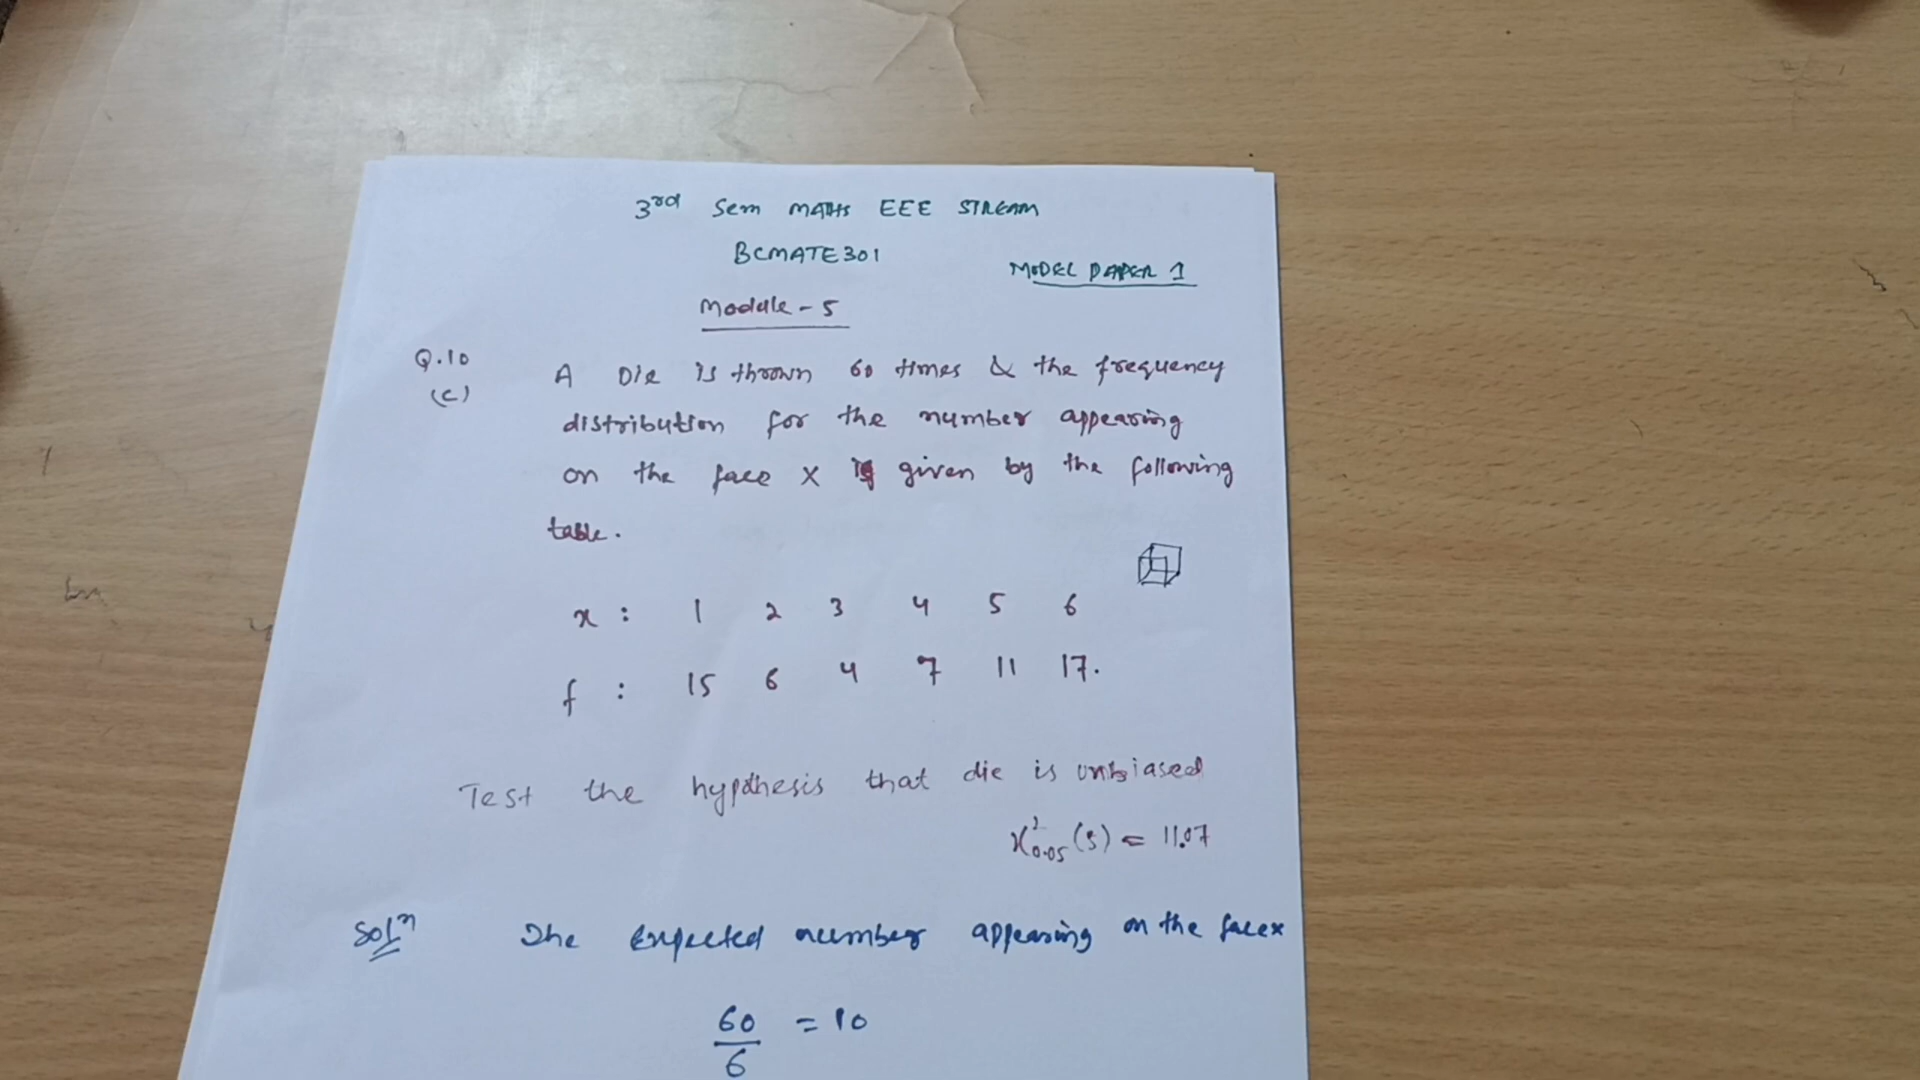 3rd Sem MATHS EEE STREAM
BCMATE301
MODEL PAPER 1
Module - 5
Q.10 A Die is thrown 60 times & the frequency
(c) distribution for the number appearing
on the face x is given by the following
table.
x : 1 2 3 4 5 6
f : 15 6 4 7 11 17.
Test the hypothesis that die is unbiased
χ²0.05 (5) = 11.07
Solⁿ The Expected number appearing on the face x
60/6 = 10